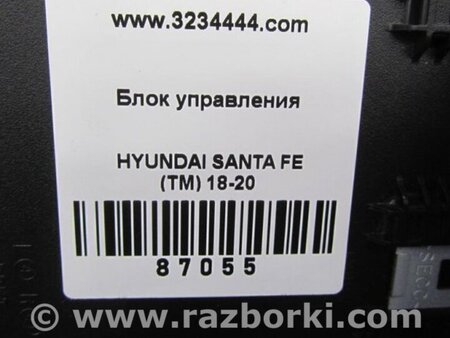 www.3234444.com
Блок управления
HYUNDAI SANTA FE
(TM) 18-20
87055
© www.razborki.com